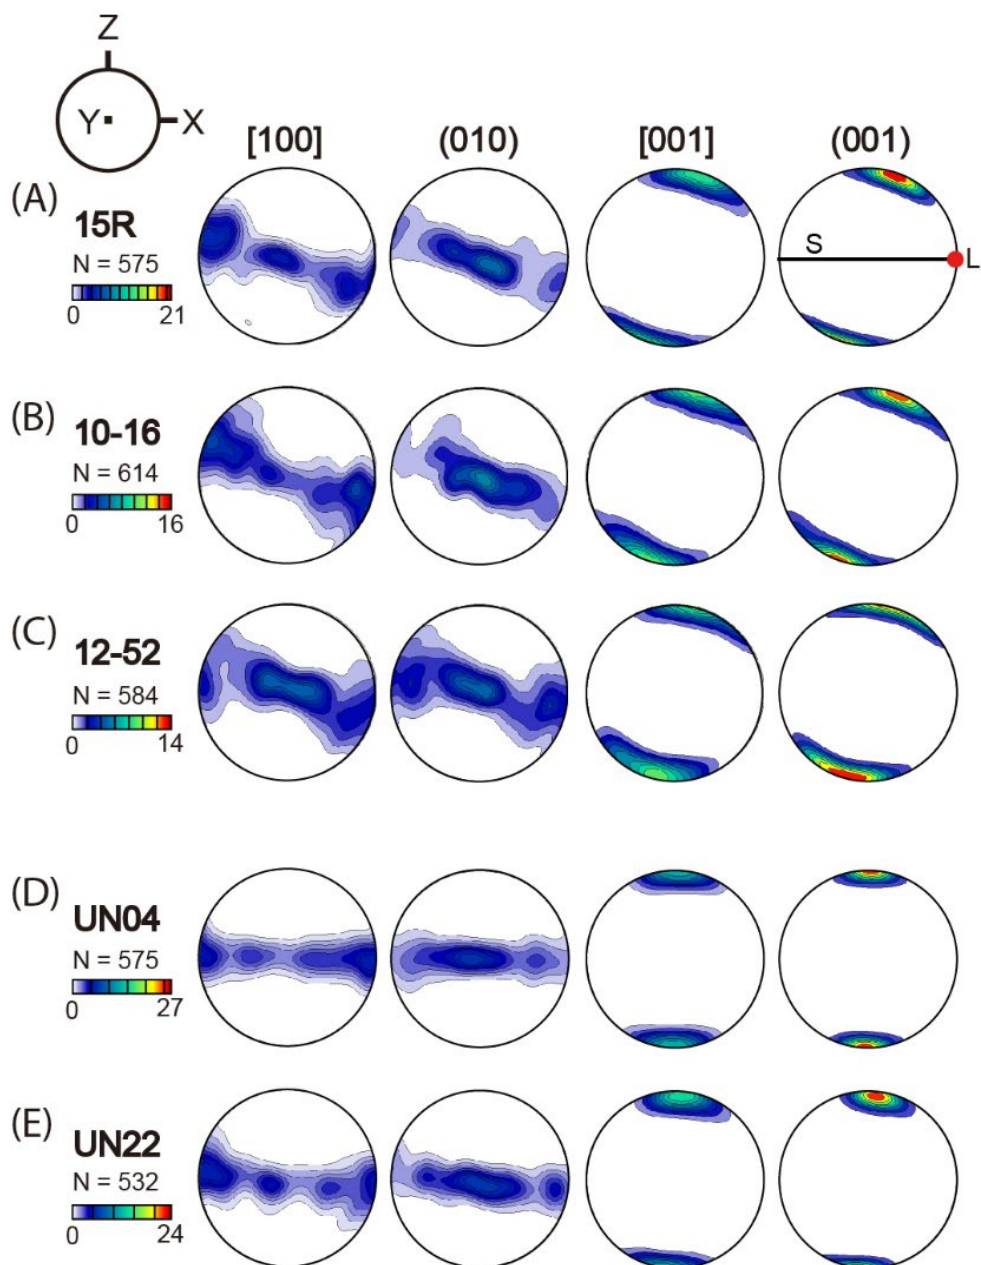 Z
Y X
[100] (010) [001] (001)
(A) 15R
N = 575
0 21
S
L
(B) 10-16
N = 614
0 16
(C) 12-52
N = 584
0 14
(D) UN04
N = 575
0 27
(E) UN22
N = 532
0 24